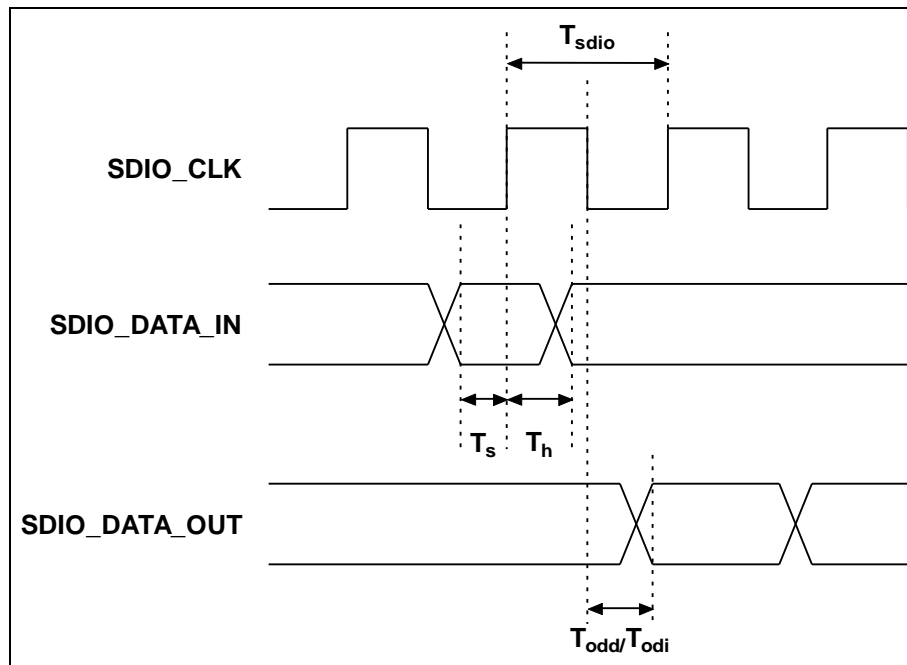 Tsdio
SDIO_CLK
SDIO_DATA_IN
Ts
Th
SDIO_DATA_OUT
Todd/Todi